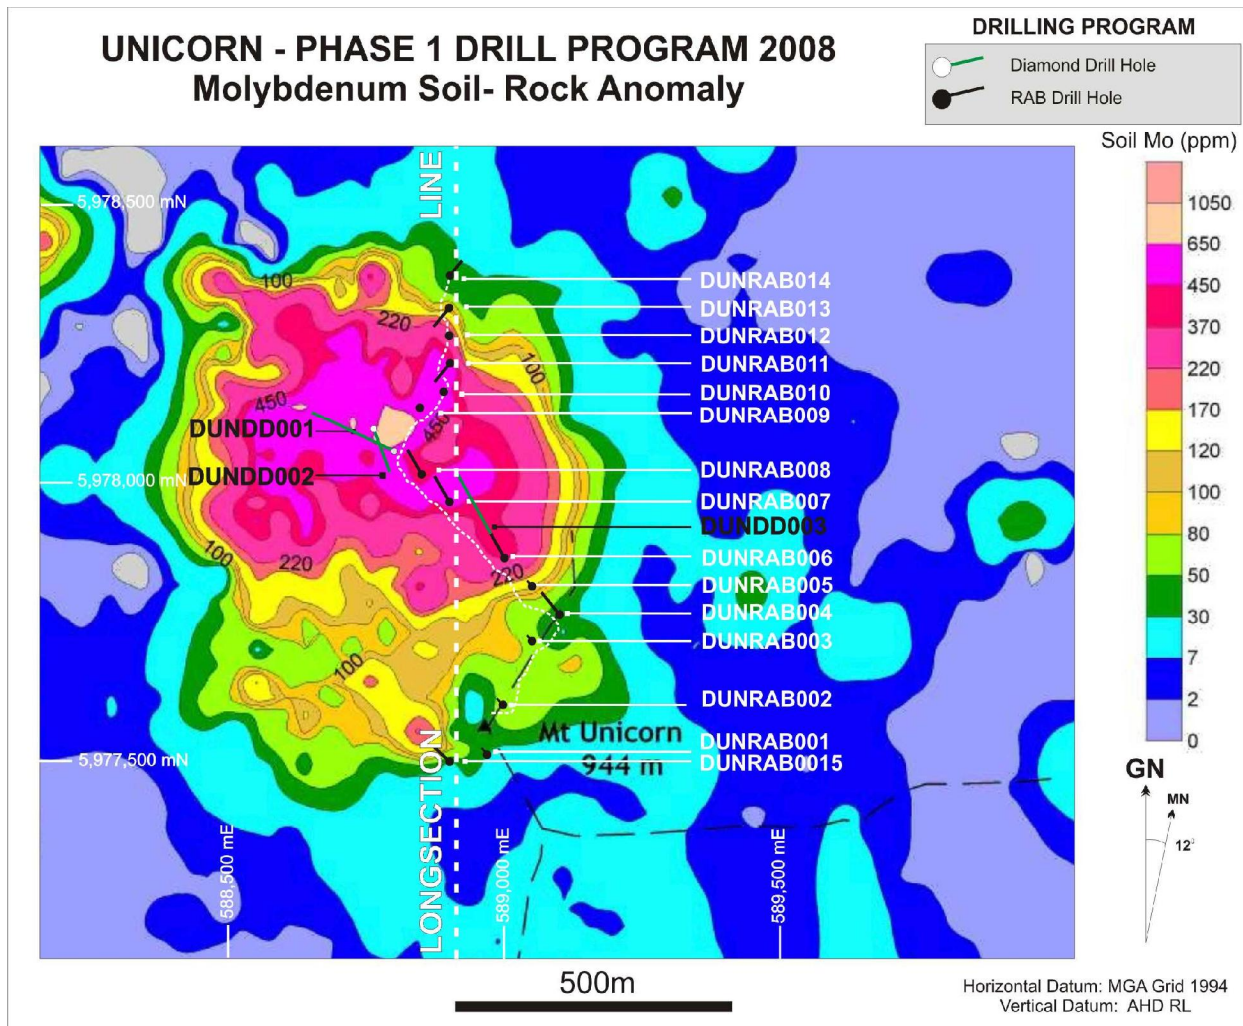 UNICORN - PHASE 1 DRILL PROGRAM 2008
Molybdenum Soil- Rock Anomaly
DRILLING PROGRAM
Diamond Drill Hole
RAB Drill Hole
Soil Mo (ppm)
1050
650
450
370
220
170
120
100
80
50
30
7
2
0
5,978,500 mN
5,978,000 mN
5,977,500 mN
LINE
LONGSECTION
100
220
100
450
450
100
220
220
100
DUNRAB014
DUNRAB013
DUNRAB012
DUNRAB011
DUNRAB010
DUNRAB009
DUNDD001
DUNDD002
DUNRAB008
DUNRAB007
DUNDD003
DUNRAB006
DUNRAB005
DUNRAB004
DUNRAB003
DUNRAB002
DUNRAB001
DUNRAB0015
Mt Unicorn
944 m
588,500 mE
589,000 mE
589,500 mE
GN
MN
12°
500m
Horizontal Datum: MGA Grid 1994
Vertical Datum: AHD RL